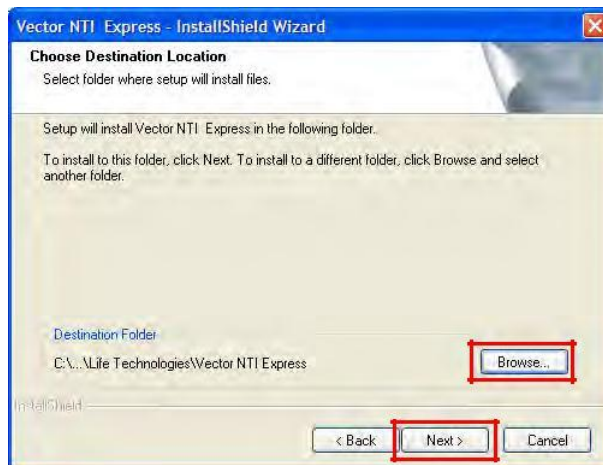 Vector NTI Express - InstallShield Wizard
Choose Destination Location
Select folder where setup will install files.
Setup will install Vector NTI Express in the following folder.
To install to this folder, click Next. To install to a different folder, click Browse and select
another folder.
Destination Folder
C:\...\Life Technologies\Vector NTI Express
Browse...
InstallShield
< Back
Next >
Cancel